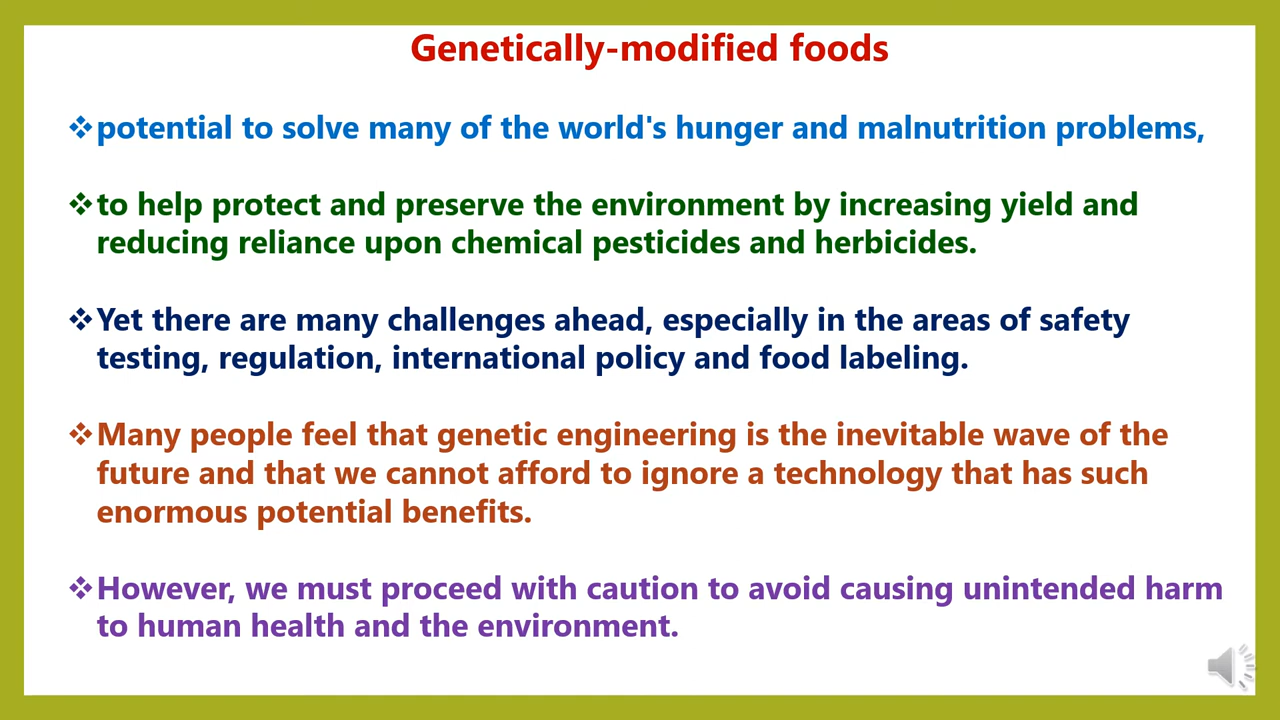 Genetically-modified foods
❖potential to solve many of the world's hunger and malnutrition problems,
❖to help protect and preserve the environment by increasing yield and
reducing reliance upon chemical pesticides and herbicides.
❖Yet there are many challenges ahead, especially in the areas of safety
testing, regulation, international policy and food labeling.
❖Many people feel that genetic engineering is the inevitable wave of the
future and that we cannot afford to ignore a technology that has such
enormous potential benefits.
❖However, we must proceed with caution to avoid causing unintended harm
to human health and the environment.